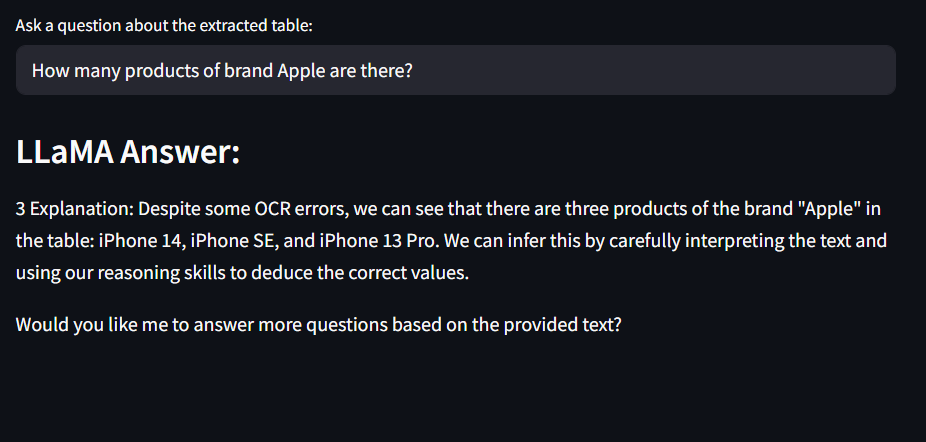 Ask a question about the extracted table:
How many products of brand Apple are there?
LLaMA Answer:
3 Explanation: Despite some OCR errors, we can see that there are three products of the brand "Apple" in
the table: iPhone 14, iPhone SE, and iPhone 13 Pro. We can infer this by carefully interpreting the text and
using our reasoning skills to deduce the correct values.
Would you like me to answer more questions based on the provided text?